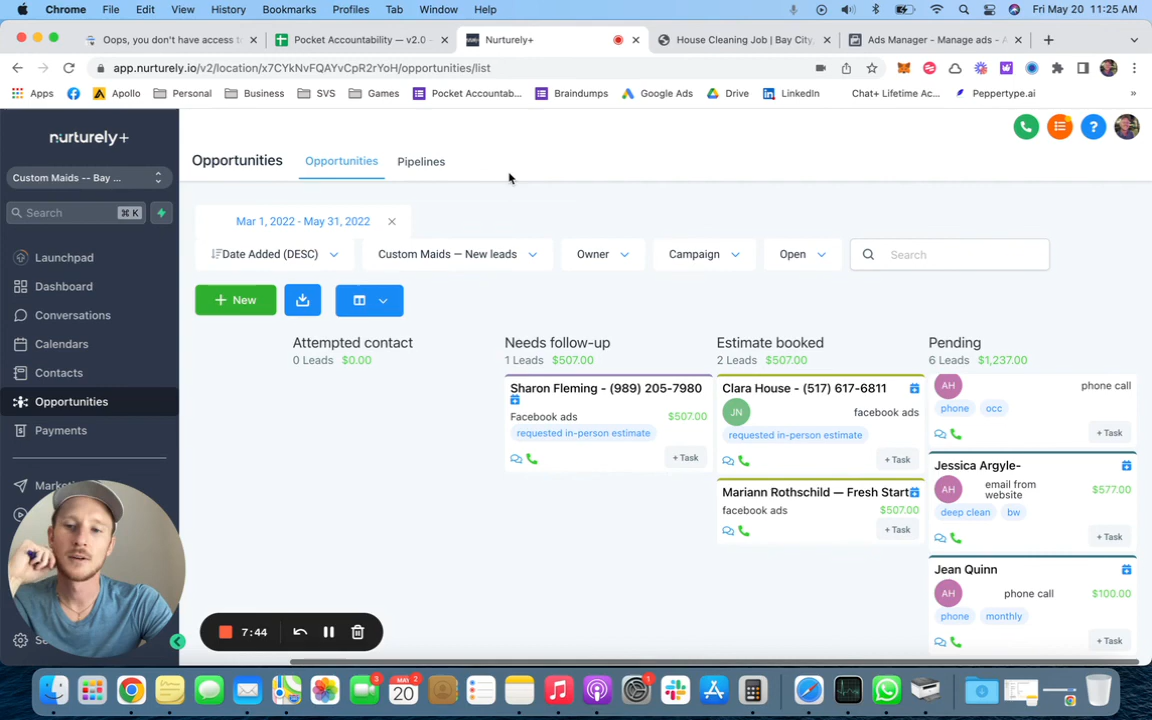 Chrome File Edit View History Bookmarks Profiles Tab Window Help Fri May 20 11:25 AM
Oops, you don't have access t Pocket Accountability — v2.0 - Nurturely+ House Cleaning Job | Bay City, Ads Manager - Manage ads - A
app.nurturely.io/v2/location/x7CYkNvFQAYvCpR2rYoH/opportunities/list
Apps Apollo Personal Business SVS Games Pocket Accountab... Braindumps Google Ads Drive LinkedIn Chat+ Lifetime Ac... Peppertype.ai »
nurturely+
Custom Maids -- Bay ...
Search ⌘ K
Launchpad
Dashboard
Conversations
Calendars
Contacts
Opportunities
Payments
Opportunities Opportunities Pipelines
Mar 1, 2022 - May 31, 2022
Date Added (DESC) Custom Maids — New leads Owner Campaign Open Search
+ New
Attempted contact
0 Leads $0.00
Needs follow-up
1 Leads $507.00
Sharon Fleming - (989) 205-7980
Facebook ads $507.00
requested in-person estimate
+ Task
Estimate booked
2 Leads $507.00
Clara House - (517) 617-6811
JN facebook ads
requested in-person estimate
+ Task
Mariann Rothschild — Fresh Start
facebook ads $507.00
+ Task
Pending
6 Leads $1,237.00
AH phone call
phone occ
+ Task
Jessica Argyle-
AH email from
website $577.00
deep clean bw
+ Task
Jean Quinn
AH phone call $100.00
phone monthly
+ Task
7:44
MAY
20
3
2
1